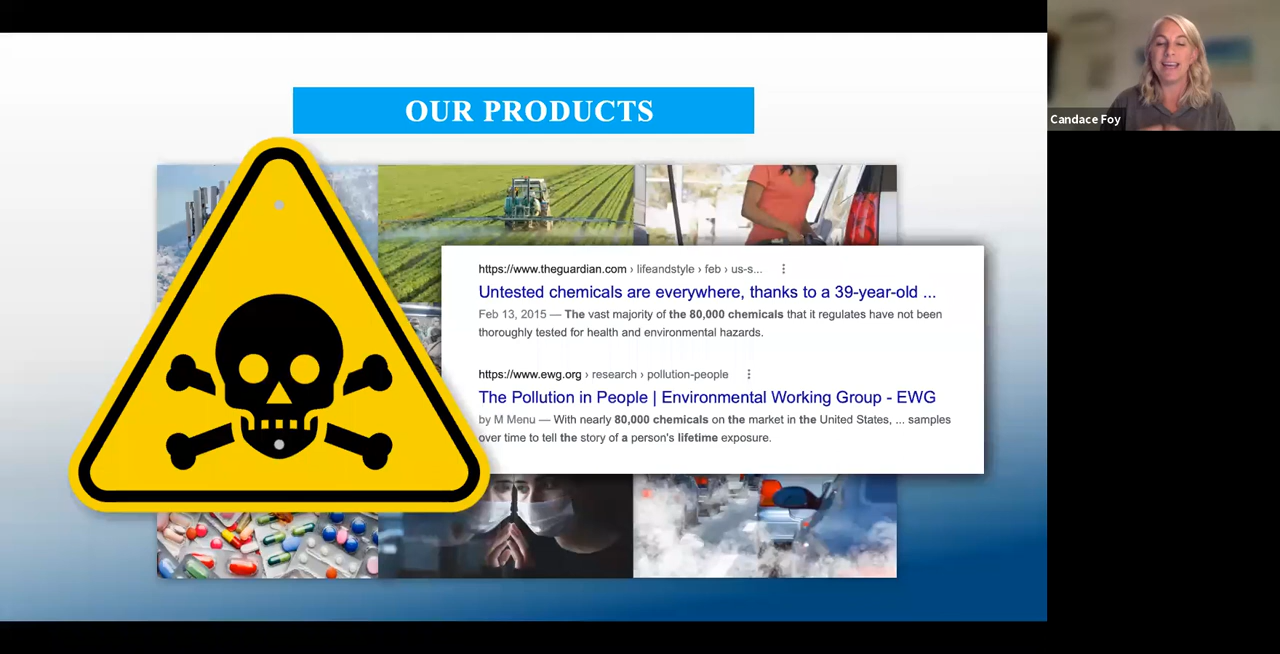 OUR PRODUCTS
Candace Foy
https://www.theguardian.com › lifeandstyle › feb › us-s...
Untested chemicals are everywhere, thanks to a 39-year-old ...
Feb 13, 2015 — The vast majority of the 80,000 chemicals that it regulates have not been
thoroughly tested for health and environmental hazards.
https://www.ewg.org › research › pollution-people
The Pollution in People | Environmental Working Group - EWG
by M Menu — With nearly 80,000 chemicals on the market in the United States, ... samples
over time to tell the story of a person's lifetime exposure.